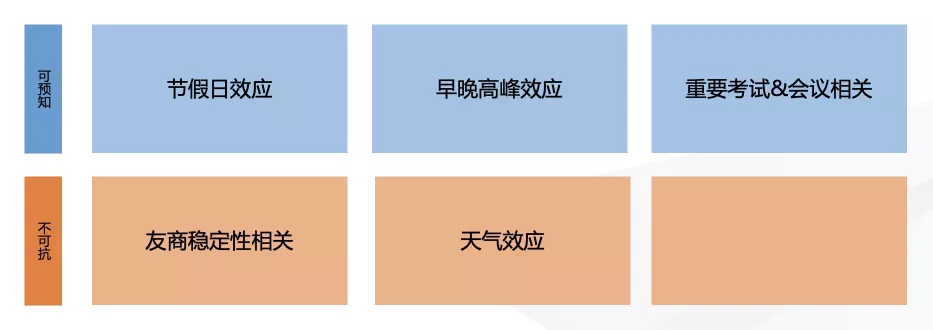 可预知
节假日效应
早晚高峰效应
重要考试&会议相关
不可抗
友商稳定性相关
天气效应